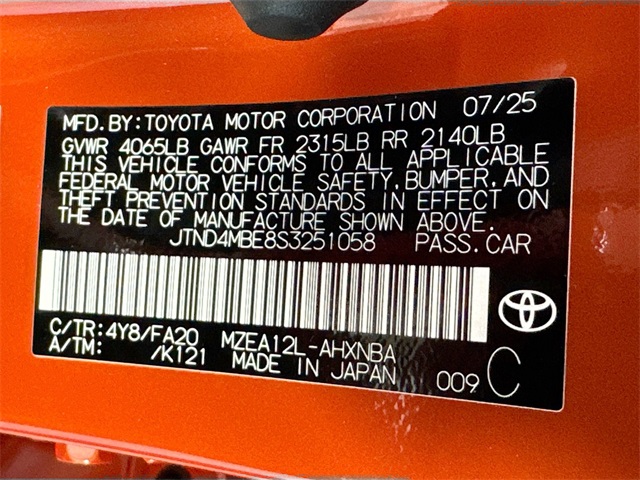 MFD. BY: TOYOTA MOTOR CORPORATION 07/25
GVWR 4065LB GAWR FR 2315LB RR 2140LB
THIS VEHICLE CONFORMS TO ALL APPLICABLE
FEDERAL MOTOR VEHICLE SAFETY, BUMPER, AND
THEFT PREVENTION STANDARDS IN EFFECT ON
THE DATE OF MANUFACTURE SHOWN ABOVE.
JTND4MBE8S3251058 PASS. CAR
C/TR: 4Y8/FA20 MZEA12L-AHXNBA
A/TM: /K121 MADE IN JAPAN
009 C